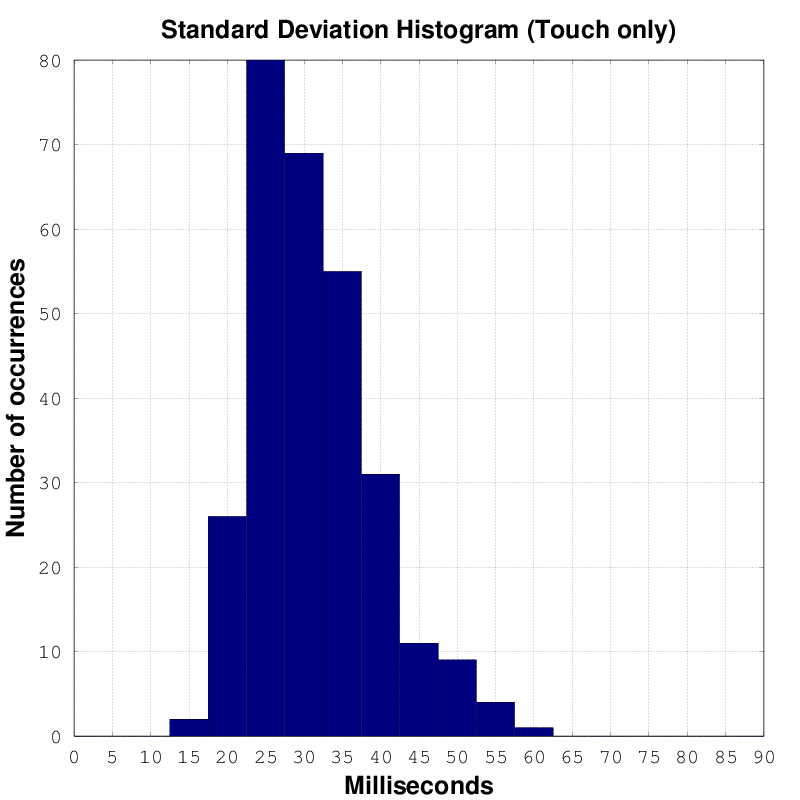 Standard Deviation Histogram (Touch only)
80
70
60
50
40
30
20
10
0
Number of occurrences
0 5 10 15 20 25 30 35 40 45 50 55 60 65 70 75 80 85 90
Milliseconds